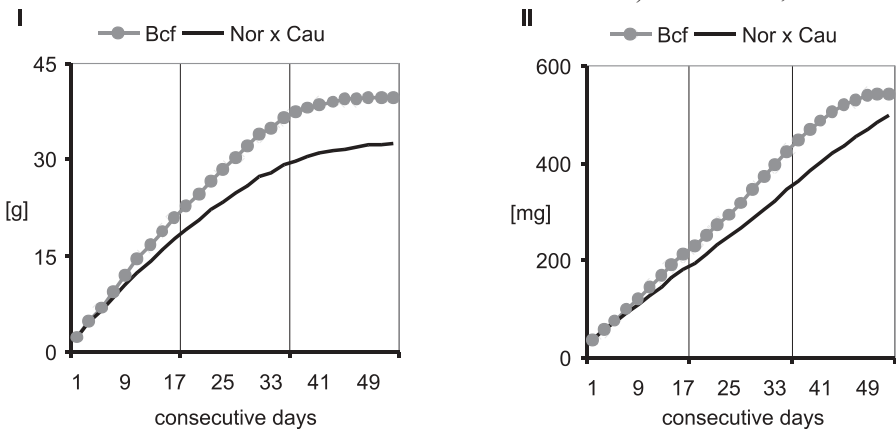 I
Bcf Nor x Cau
45
30
[g]
15
0
1 9 17 25 33 41 49
consecutive days
II
Bcf Nor x Cau
600
400
[mg]
200
0
1 9 17 25 33 41 49
consecutive days